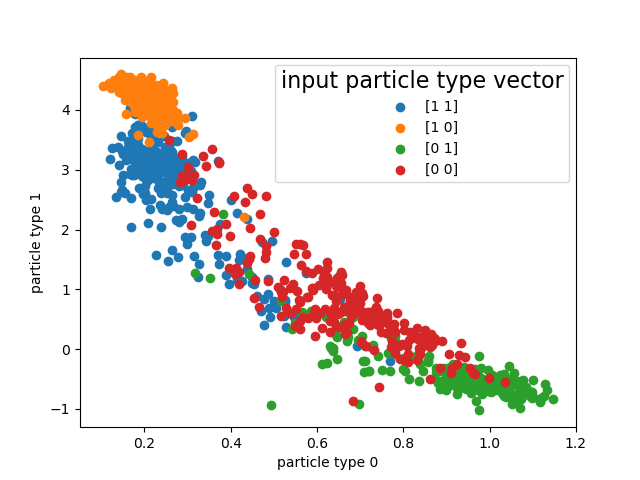 input particle type vector
[1 1]
[1 0]
[0 1]
[0 0]
particle type 1
4
3
2
1
0
−1
0.2 0.4 0.6 0.8 1.0 1.2
particle type 0